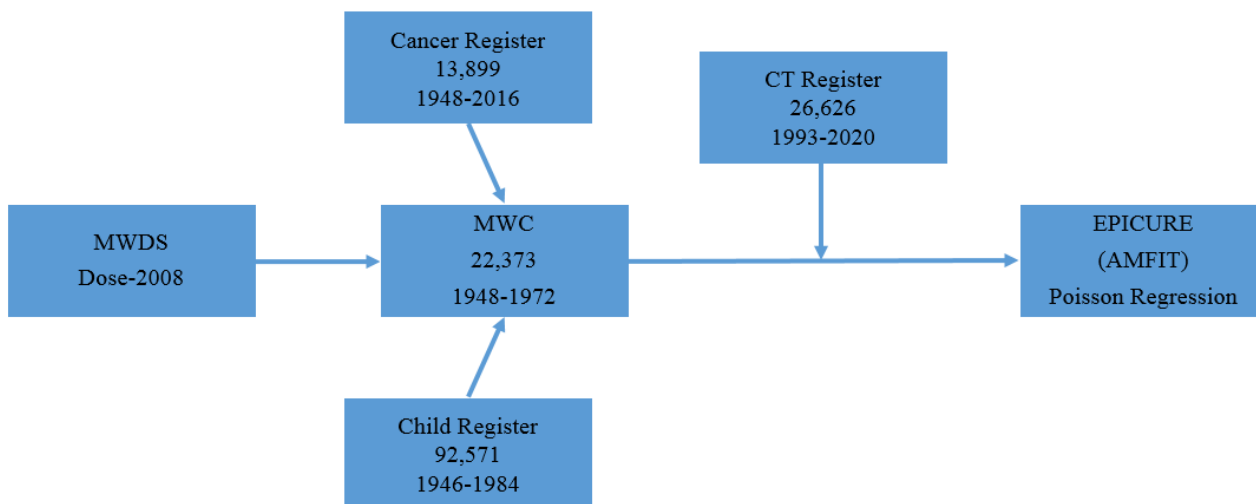 Cancer Register
13,899
1948-2016
CT Register
26,626
1993-2020
MWDS
Dose-2008
MWC
22,373
1948-1972
EPICURE
(AMFIT)
Poisson Regression
Child Register
92,571
1946-1984